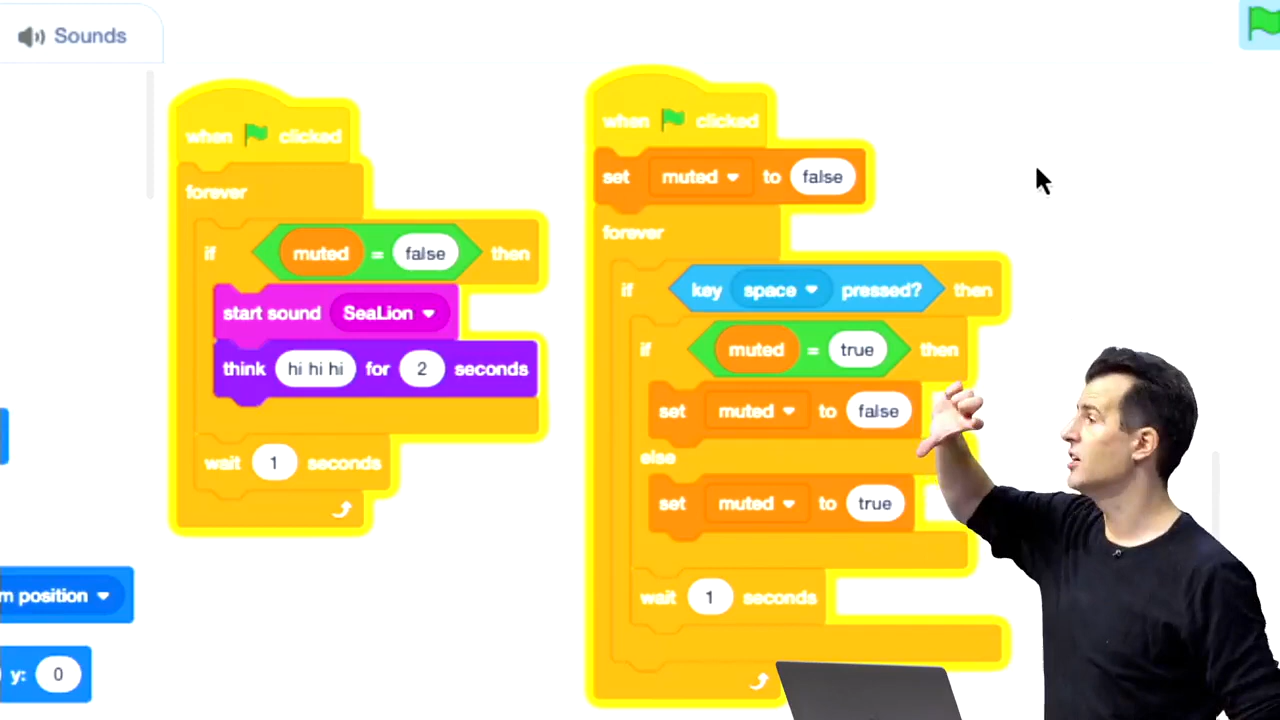 Sounds
when clicked
forever
if muted = false then
start sound SeaLion
think hi hi hi for 2 seconds
wait 1 seconds
when clicked
set muted to false
forever
if key space pressed? then
if muted = true then
set muted to false
else
set muted to true
wait 1 seconds
m position
y: 0